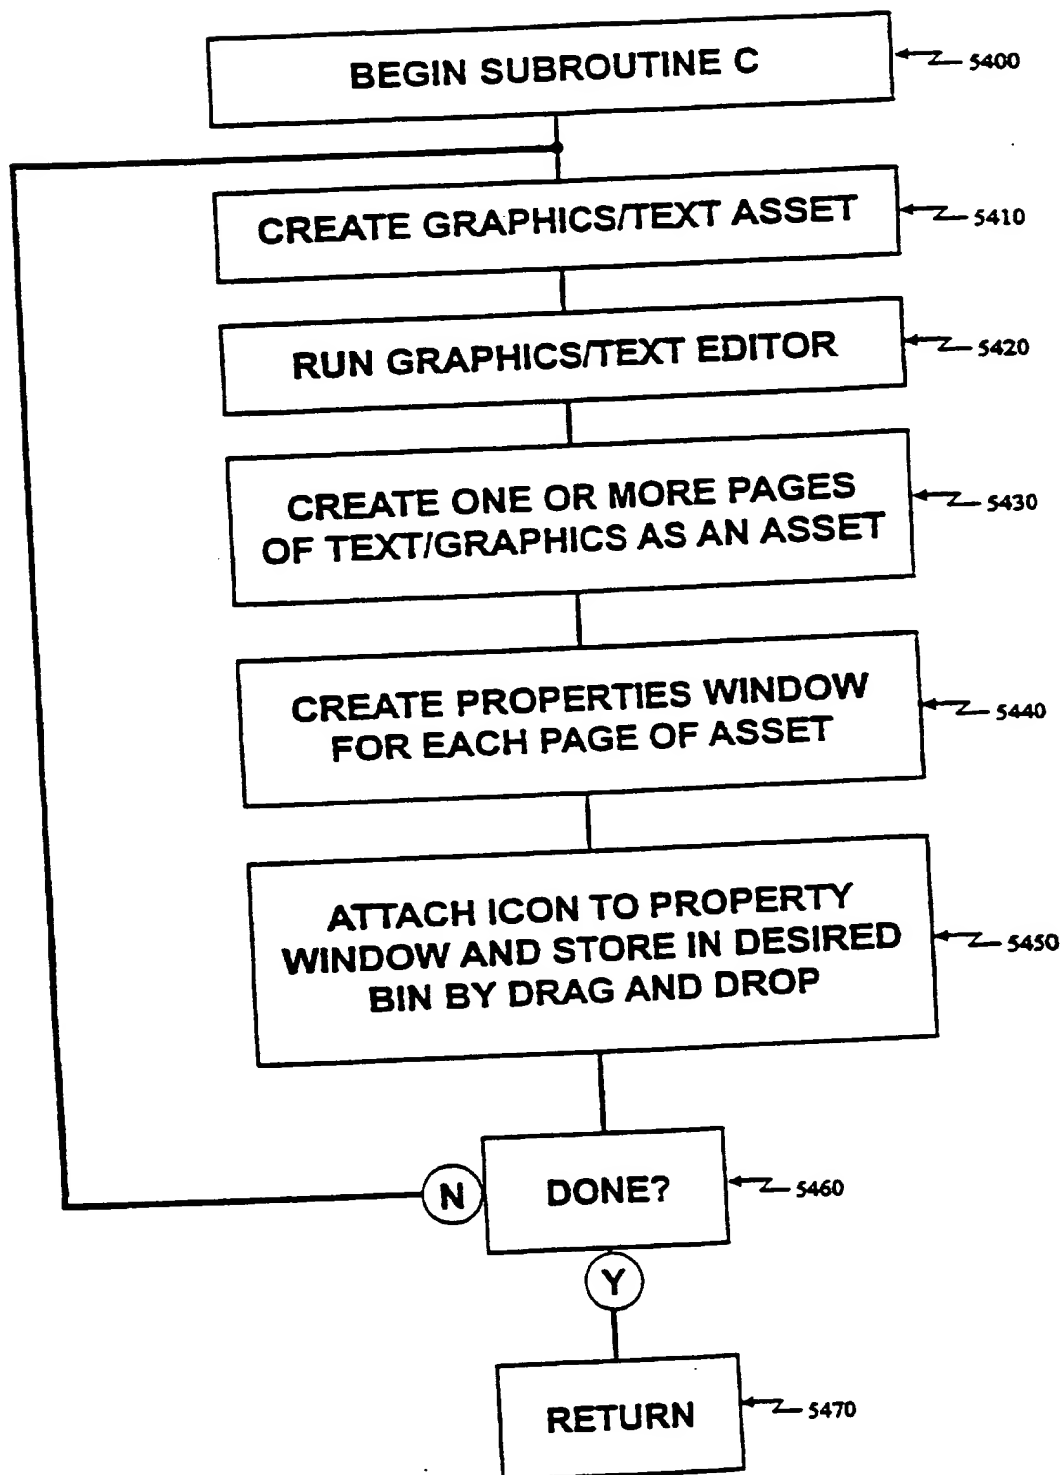 BEGIN SUBROUTINE C
5400
CREATE GRAPHICS/TEXT ASSET
5410
RUN GRAPHICS/TEXT EDITOR
5420
CREATE ONE OR MORE PAGES
OF TEXT/GRAPHICS AS AN ASSET
5430
CREATE PROPERTIES WINDOW
FOR EACH PAGE OF ASSET
5440
ATTACH ICON TO PROPERTY
WINDOW AND STORE IN DESIRED
BIN BY DRAG AND DROP
5450
N
DONE?
5460
Y
RETURN
5470